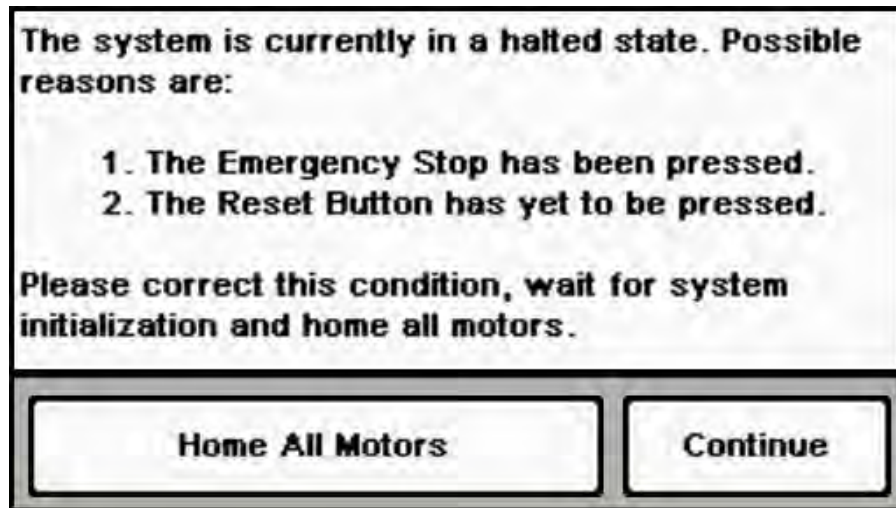 The system is currently in a halted state. Possible
reasons are:
1. The Emergency Stop has been pressed.
2. The Reset Button has yet to be pressed.
Please correct this condition, wait for system
initialization and home all motors.
Home All Motors
Continue